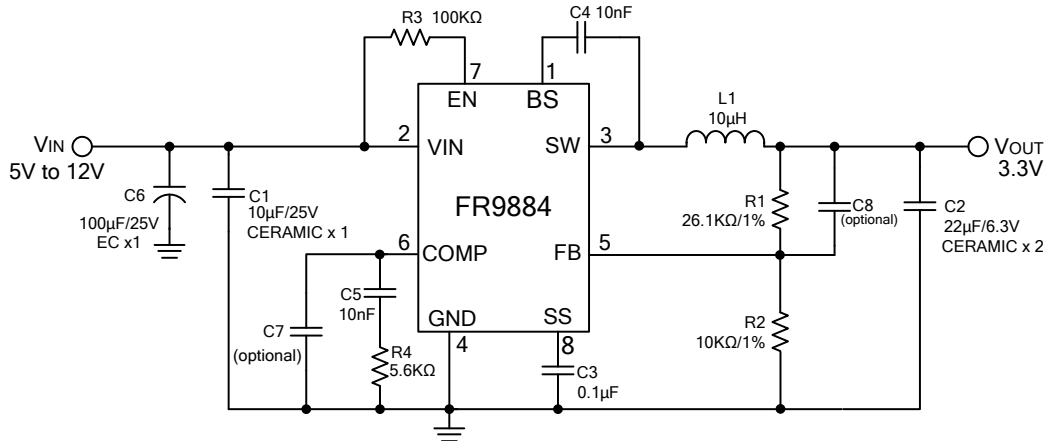 R3 100KΩ
C4 10nF
7
1
EN
BS
L1
10µH
VIN
5V to 12V
2
VIN
SW
3
VOUT
3.3V
C6
100µF/25V
EC x1
C1
10µF/25V
CERAMIC x 1
FR9884
R1
26.1KΩ/1%
C8
(optional)
C2
22µF/6.3V
CERAMIC x 2
6
COMP
FB
5
C5
10nF
C7
(optional)
R4
5.6KΩ
GND
4
SS
8
C3
0.1µF
R2
10KΩ/1%